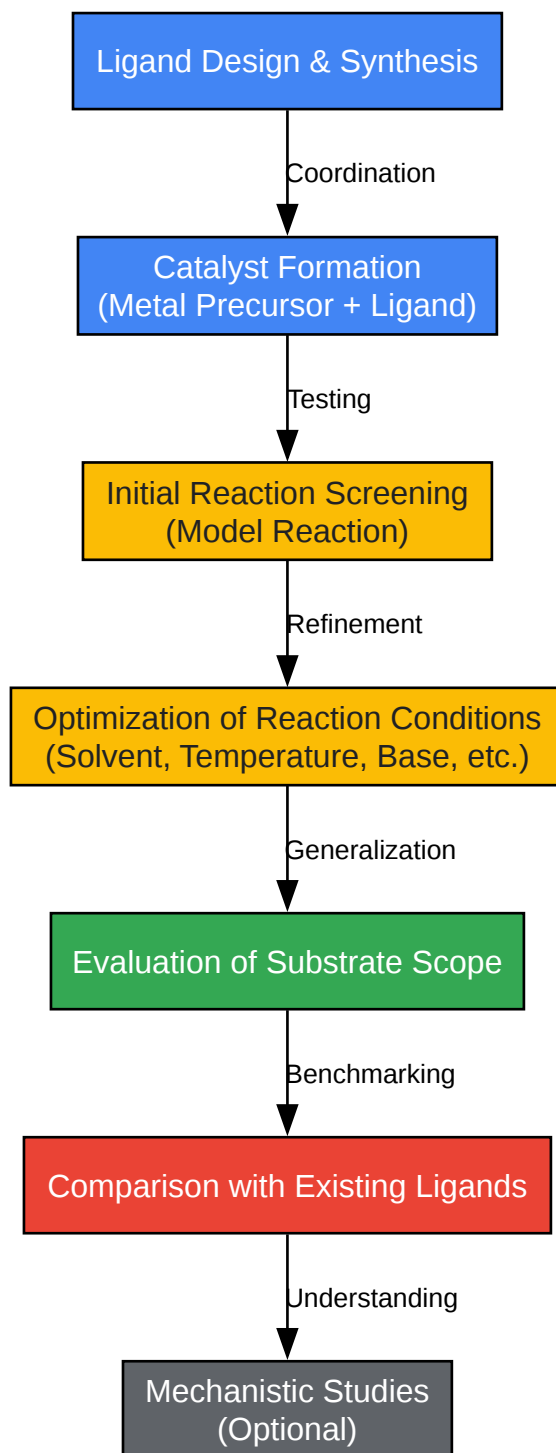 Ligand Design & Synthesis
Coordination
Catalyst Formation
(Metal Precursor + Ligand)
Testing
Initial Reaction Screening
(Model Reaction)
Refinement
Optimization of Reaction Conditions
(Solvent, Temperature, Base, etc.)
Generalization
Evaluation of Substrate Scope
Benchmarking
Comparison with Existing Ligands
Understanding
Mechanistic Studies
(Optional)